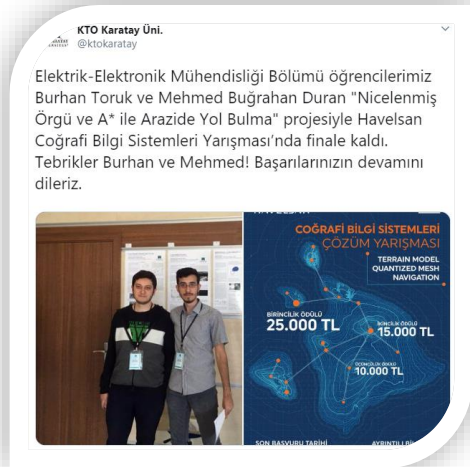 KTO Karatay Üni.
@ktokaratay
Elektrik-Elektronik Mühendisliği Bölümü öğrencilerimiz
Burhan Toruk ve Mehmed Buğrahan Duran "Nicelenmiş
Örgü ve A* ile Arazide Yol Bulma" projesiyle Havelsan
Coğrafi Bilgi Sistemleri Yarışması'nda finale kaldı.
Tebrikler Burhan ve Mehmed! Başarılarınızın devamını
dileriz.
HAVELSAN
COĞRAFİ BİLGİ SİSTEMLERİ
ÇÖZÜM YARIŞMASI
TERRAIN MODEL
QUANTIZED MESH
NAVIGATION
BİRİNCİLİK ÖDÜLÜ
25.000 TL
İKİNCİLİK ÖDÜLÜ
15.000 TL
ÜÇÜNCÜLÜK ÖDÜLÜ
10.000 TL
SON BAŞVURU TARİHİ
AYRINTILI Bİ